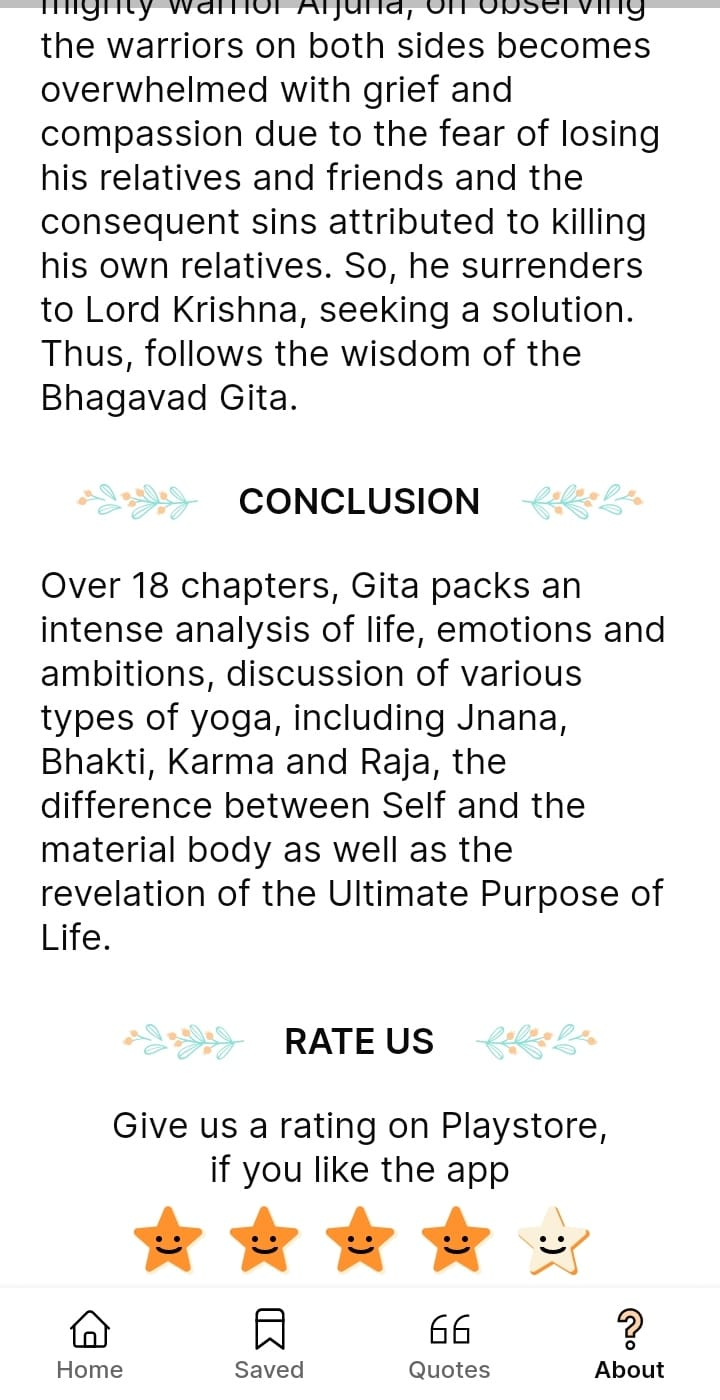 mighty warrior Arjuna, on observing
the warriors on both sides becomes
overwhelmed with grief and
compassion due to the fear of losing
his relatives and friends and the
consequent sins attributed to killing
his own relatives. So, he surrenders
to Lord Krishna, seeking a solution.
Thus, follows the wisdom of the
Bhagavad Gita.
CONCLUSION
Over 18 chapters, Gita packs an
intense analysis of life, emotions and
ambitions, discussion of various
types of yoga, including Jnana,
Bhakti, Karma and Raja, the
difference between Self and the
material body as well as the
revelation of the Ultimate Purpose of
Life.
RATE US
Give us a rating on Playstore,
if you like the app
Home
Saved
Quotes
About